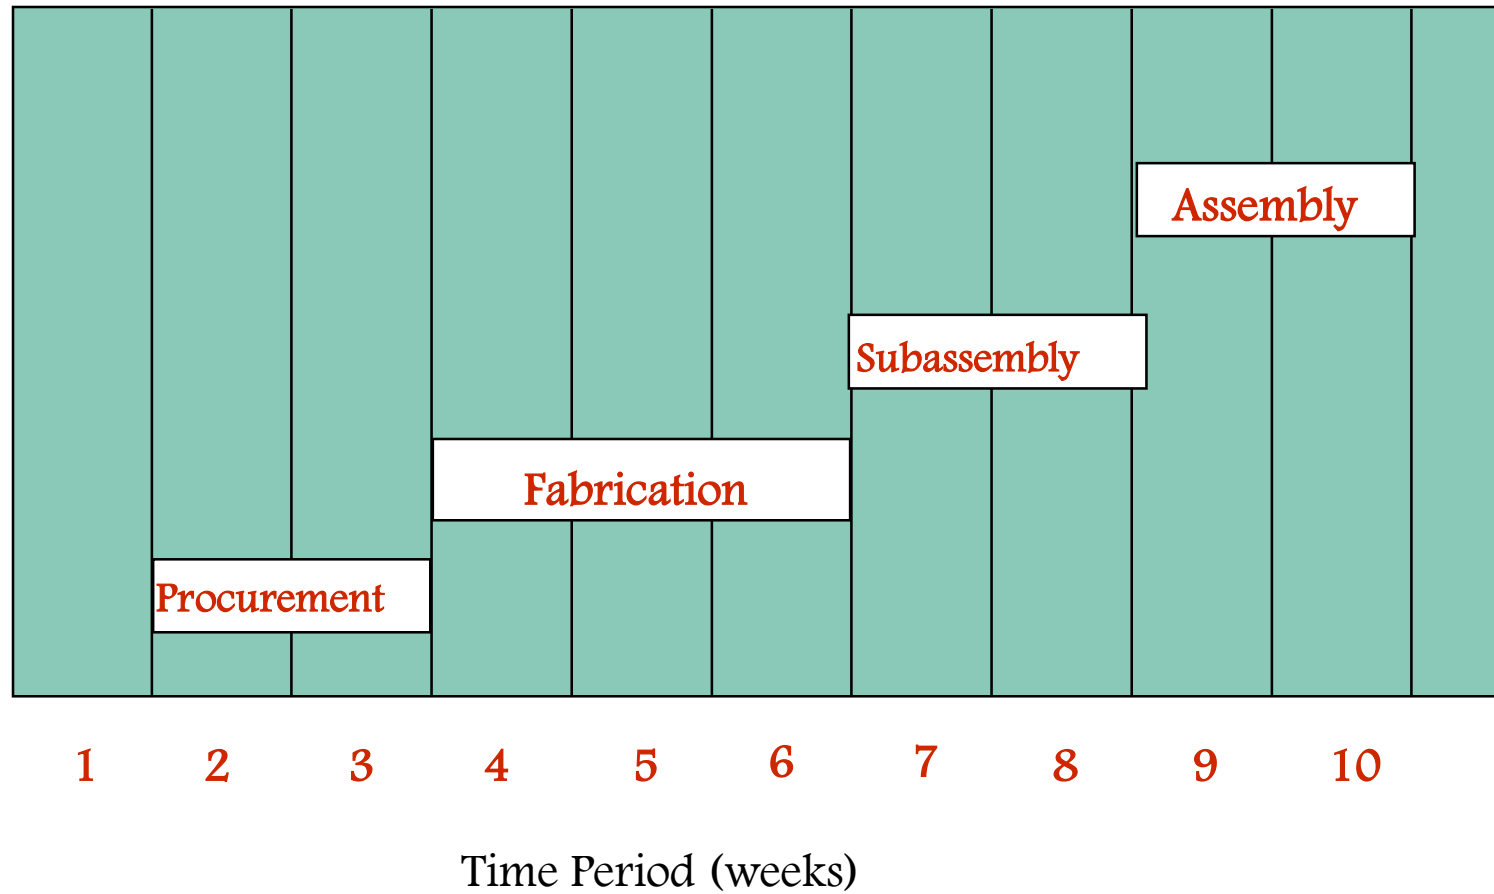 Assembly
Subassembly
Fabrication
Procurement
1 2 3 4 5 6 7 8 9 10
Time Period (weeks)